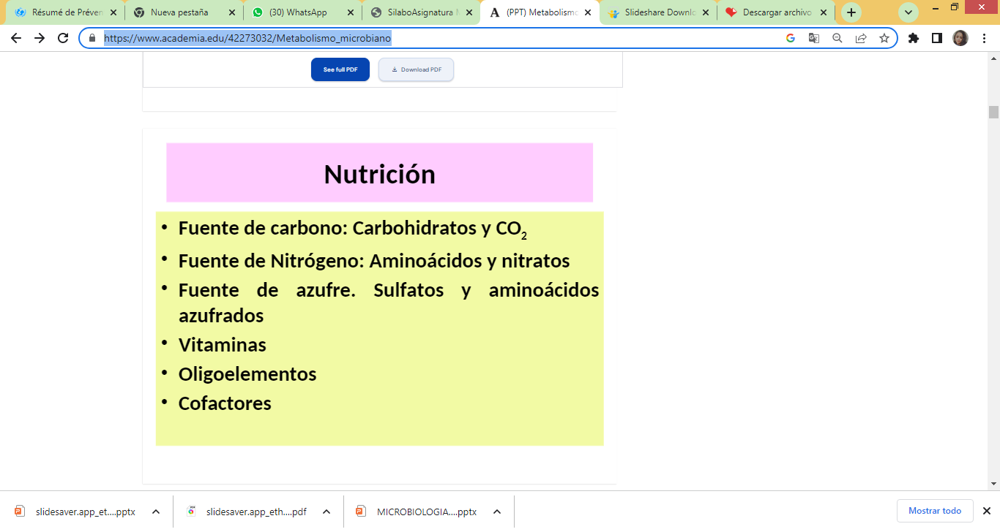 Résumé de Préven
Nueva pestaña
(30) WhatsApp
SilaboAsignatura
(PPT) Metabolismo
Slideshare Downlo
Descargar archivo
https://www.academia.edu/42273032/Metabolismo_microbiano
See full PDF
Download PDF
Nutrición
• Fuente de carbono: Carbohidratos y CO₂
• Fuente de Nitrógeno: Aminoácidos y nitratos
• Fuente de azufre. Sulfatos y aminoácidos
azufrados
• Vitaminas
• Oligoelementos
• Cofactores
slidesaver.app_et....pptx
slidesaver.app_eth....pdf
MICROBIOLOGIA....pptx
Mostrar todo